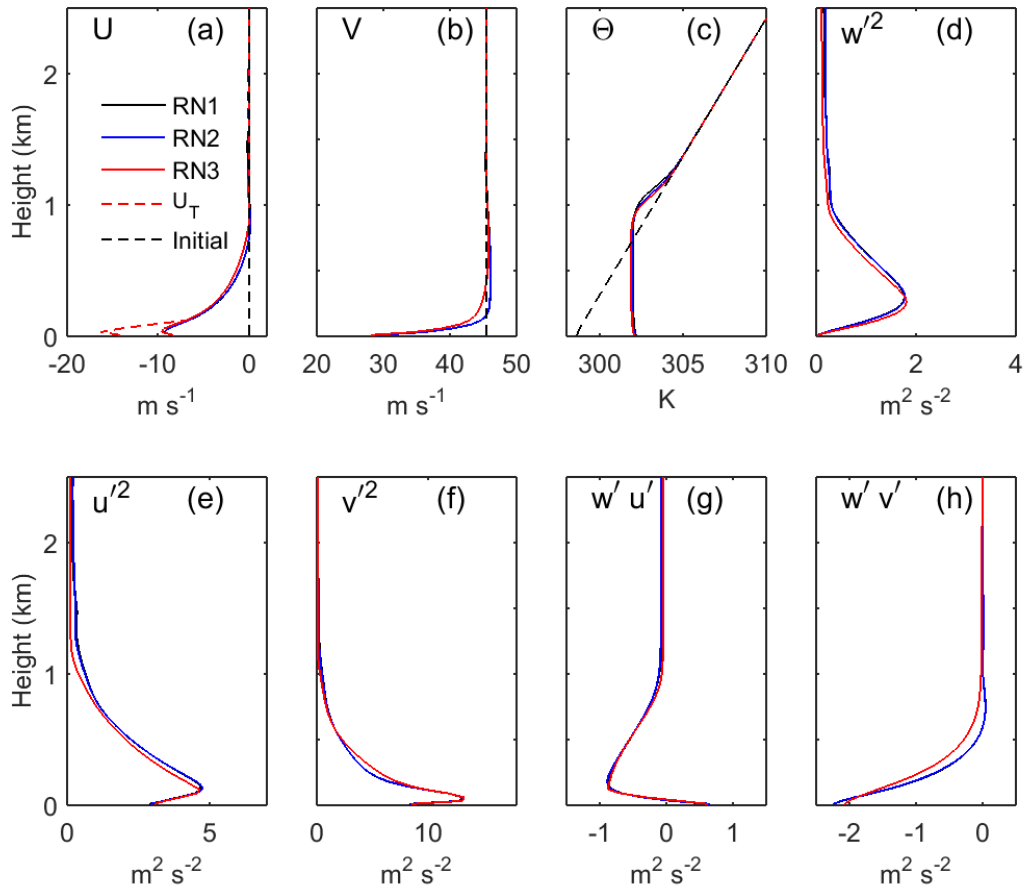 U (a)
V (b)
Θ (c)
w′² (d)
2
1
0
Height (km)
RN1
RN2
RN3
U_T
Initial
-20 -10 0
m s⁻¹
20 30 40 50
m s⁻¹
300 305 310
K
0 2 4
m² s⁻²
u′² (e)
v′² (f)
w′ u′ (g)
w′ v′ (h)
2
1
0
Height (km)
0 5
m² s⁻²
0 10
m² s⁻²
-1 0 1
m² s⁻²
-2 -1 0
m² s⁻²